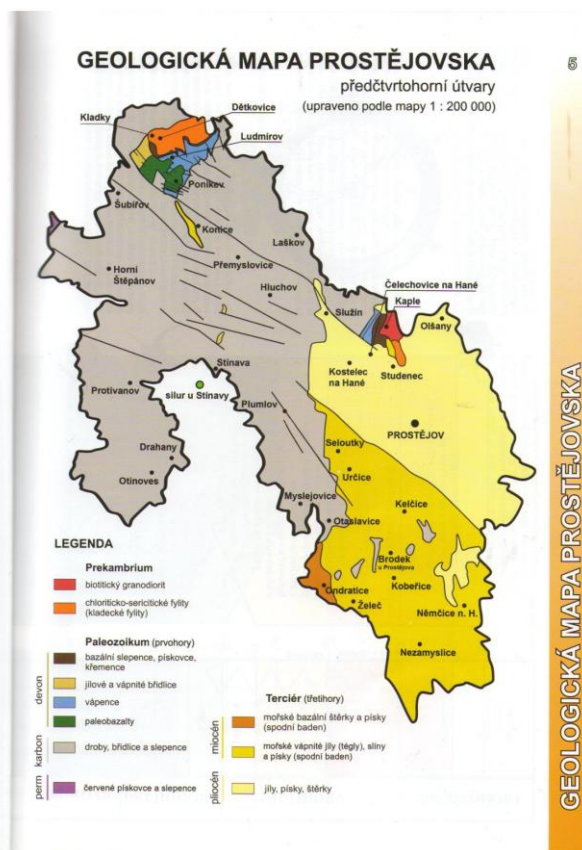 GEOLOGICKÁ MAPA PROSTĚJOVSKA
předčtvrtohorní útvary
(upraveno podle mapy 1 : 200 000)
5
Dětkovice
Kladky
Ludmírov
Ponikev
Šubířov
Konice
Laškov
Přemyslovice
Horní
Štěpánov
Hluchov
Čelechovice na Hané
Kaple
Služín
Olšany
Stínava
Kostelec
na Hané
Studenec
Protivanov
silur u Stínavy
Plumlov
PROSTĚJOV
Drahany
Seloutky
Otinoves
Určice
Myslejovice
Kelčice
Otaslavice
Brodek
u Prostějova
Ondratice
Kobeřice
Želeč
Němčice n. H.
Nezamyslice
LEGENDA
Prekambrium
biotitický granodiorit
chloriticko-sericitické fylity
(kladecké fylity)
Paleozoikum (prvohory)
devon
bazální slepence, pískovce,
křemence
jílové a vápnité břidlice
vápence
paleobazalty
karbon
droby, břidlice a slepence
perm
červené pískovce a slepence
Terciér (třetihory)
miocén
mořské bazální štěrky a písky
(spodní baden)
mořské vápnité jíly (tégly), slíny
a písky (spodní baden)
pliocén
jíly, písky, štěrky
GEOLOGICKÁ MAPA PROSTĚJOVSKA